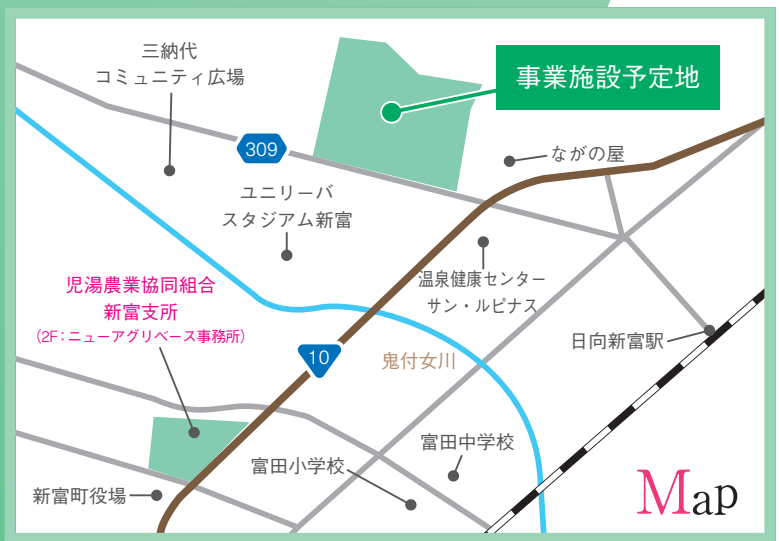 三納代
コミュニティ広場
事業施設予定地
309
ながの屋
ユニリーバ
スタジアム新富
温泉健康センター
サン・ルピナス
児湯農業協同組合
新富支所
(2F:ニューアグリベース事務所)
日向新富駅
10
鬼付女川
富田中学校
富田小学校
新富町役場
Map